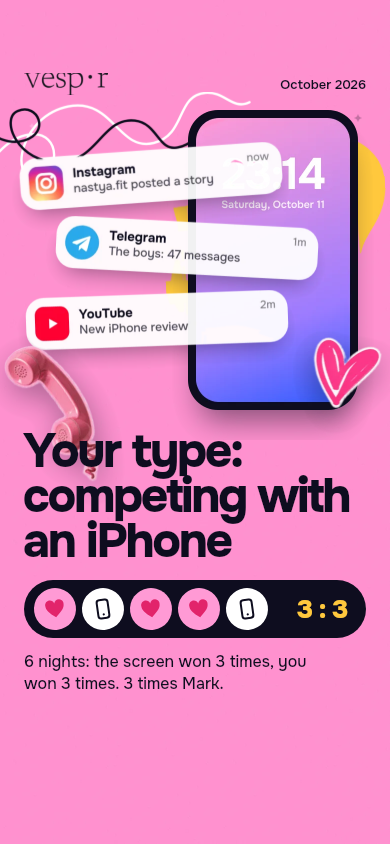 vesp·r
October 2026
Instagram
now
nastya.fit posted a story
23:14
Saturday, October 11
Telegram
1m
The boys: 47 messages
YouTube
2m
New iPhone review
Your type:
competing with
an iPhone
3:3
6 nights: the screen won 3 times, you
won 3 times. 3 times Mark.